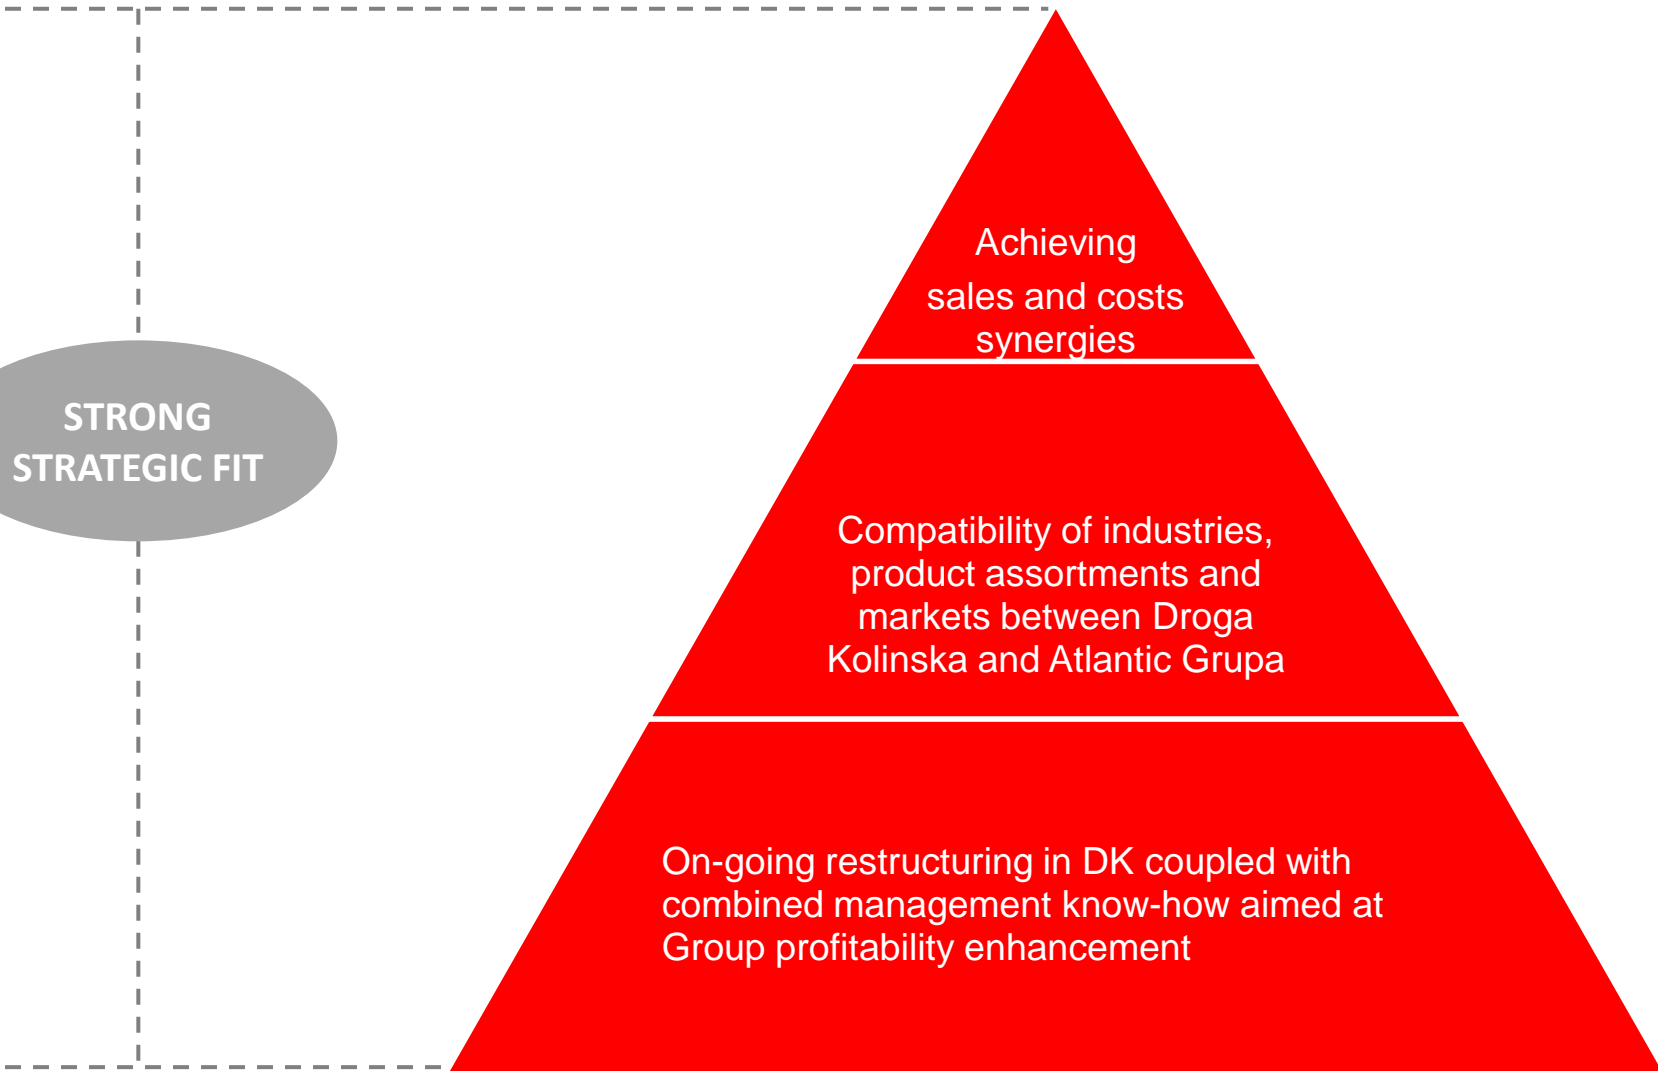 Achieving
sales and costs
synergies
STRONG
STRATEGIC FIT
Compatibility of industries,
product assortments and
markets between Droga
Kolinska and Atlantic Grupa
On-going restructuring in DK coupled with
combined management know-how aimed at
Group profitability enhancement